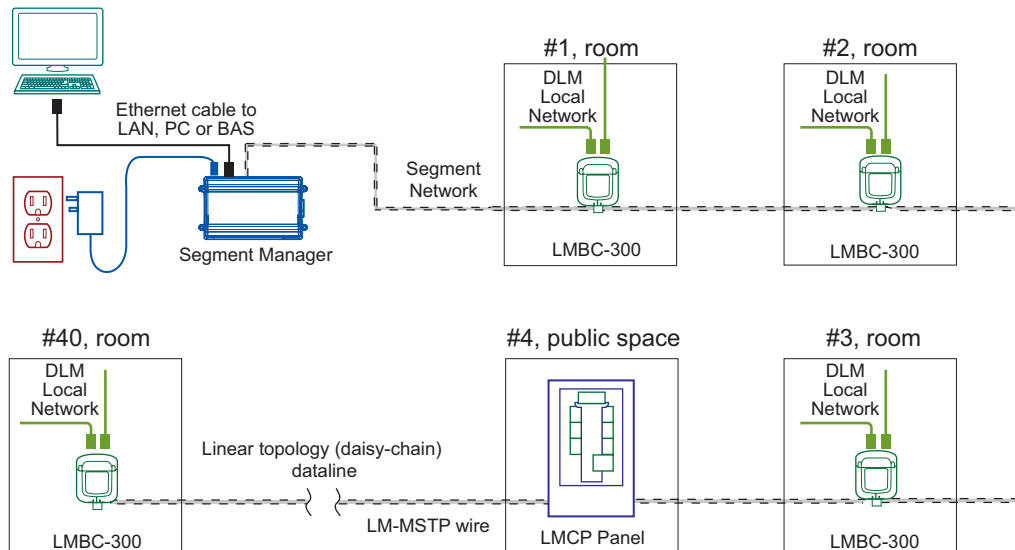 #1, room
#2, room
DLM
Local
Network
DLM
Local
Network
Ethernet cable to
LAN, PC or BAS
Segment
Network
Segment Manager
LMBC-300
LMBC-300
#40, room
#4, public space
#3, room
DLM
Local
Network
DLM
Local
Network
Linear topology (daisy-chain)
dataline
LM-MSTP wire
LMBC-300
LMCP Panel
LMBC-300